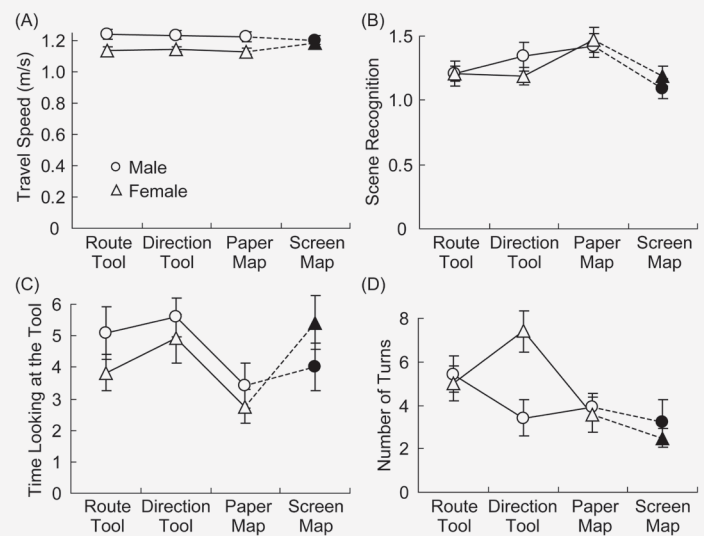 (A)
Travel Speed (m/s)
1.2
1.0
1.2
0.6
0.4
1.2
0
Male
Female
Route Tool
Direction Tool
Paper Map
Screen Map
(B)
Scene Recognition
1.5
1.0
0.5
0
Route Tool
Direction Tool
Paper Map
Screen Map
(C)
Time Looking at the Tool
6
5
4
3
2
1
0
Route Tool
Direction Tool
Paper Map
Screen Map
(D)
Number of Turns
8
6
4
2
0
Route Tool
Direction Tool
Paper Map
Screen Map